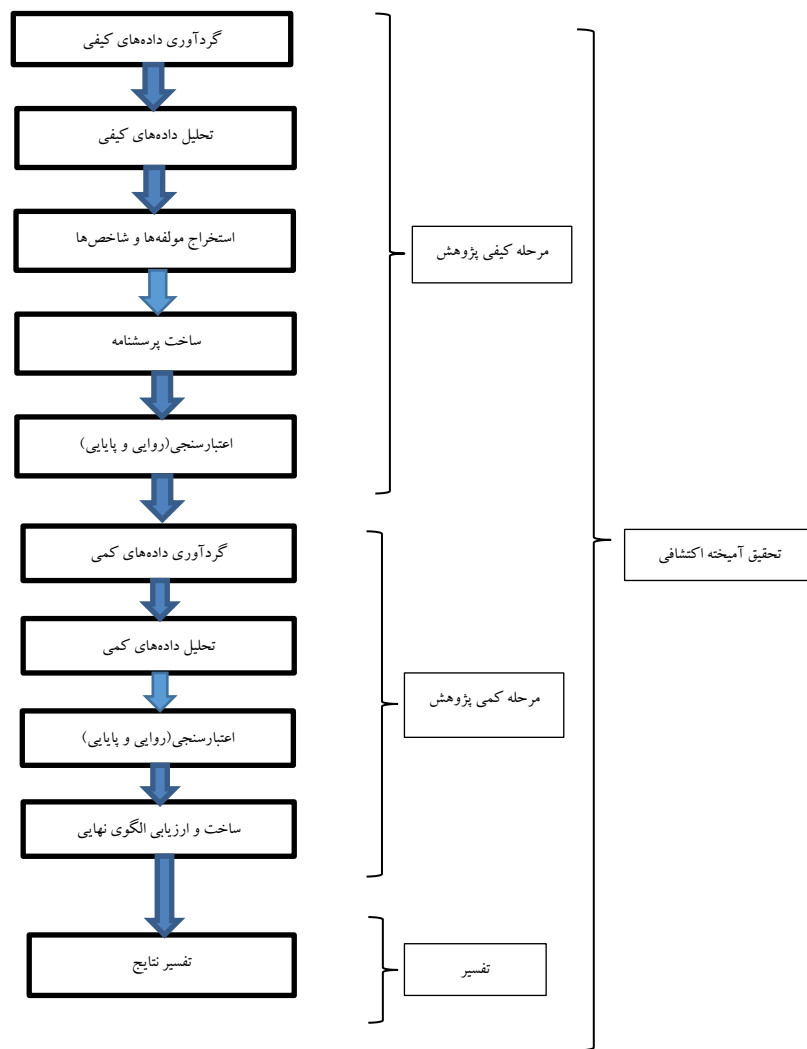 گردآوری داده‌های کیفی
تحلیل داده‌های کیفی
استخراج مولفه‌ها و شاخص‌ها
ساخت پرسشنامه
اعتبارسنجی(روایی و پایایی)
مرحله کیفی پژوهش
گردآوری داده‌های کمی
تحلیل داده‌های کمی
اعتبارسنجی(روایی و پایایی)
ساخت و ارزیابی الگوی نهایی
مرحله کمی پژوهش
تفسیر نتایج
تفسیر
تحقیق آمیخته اکتشافی